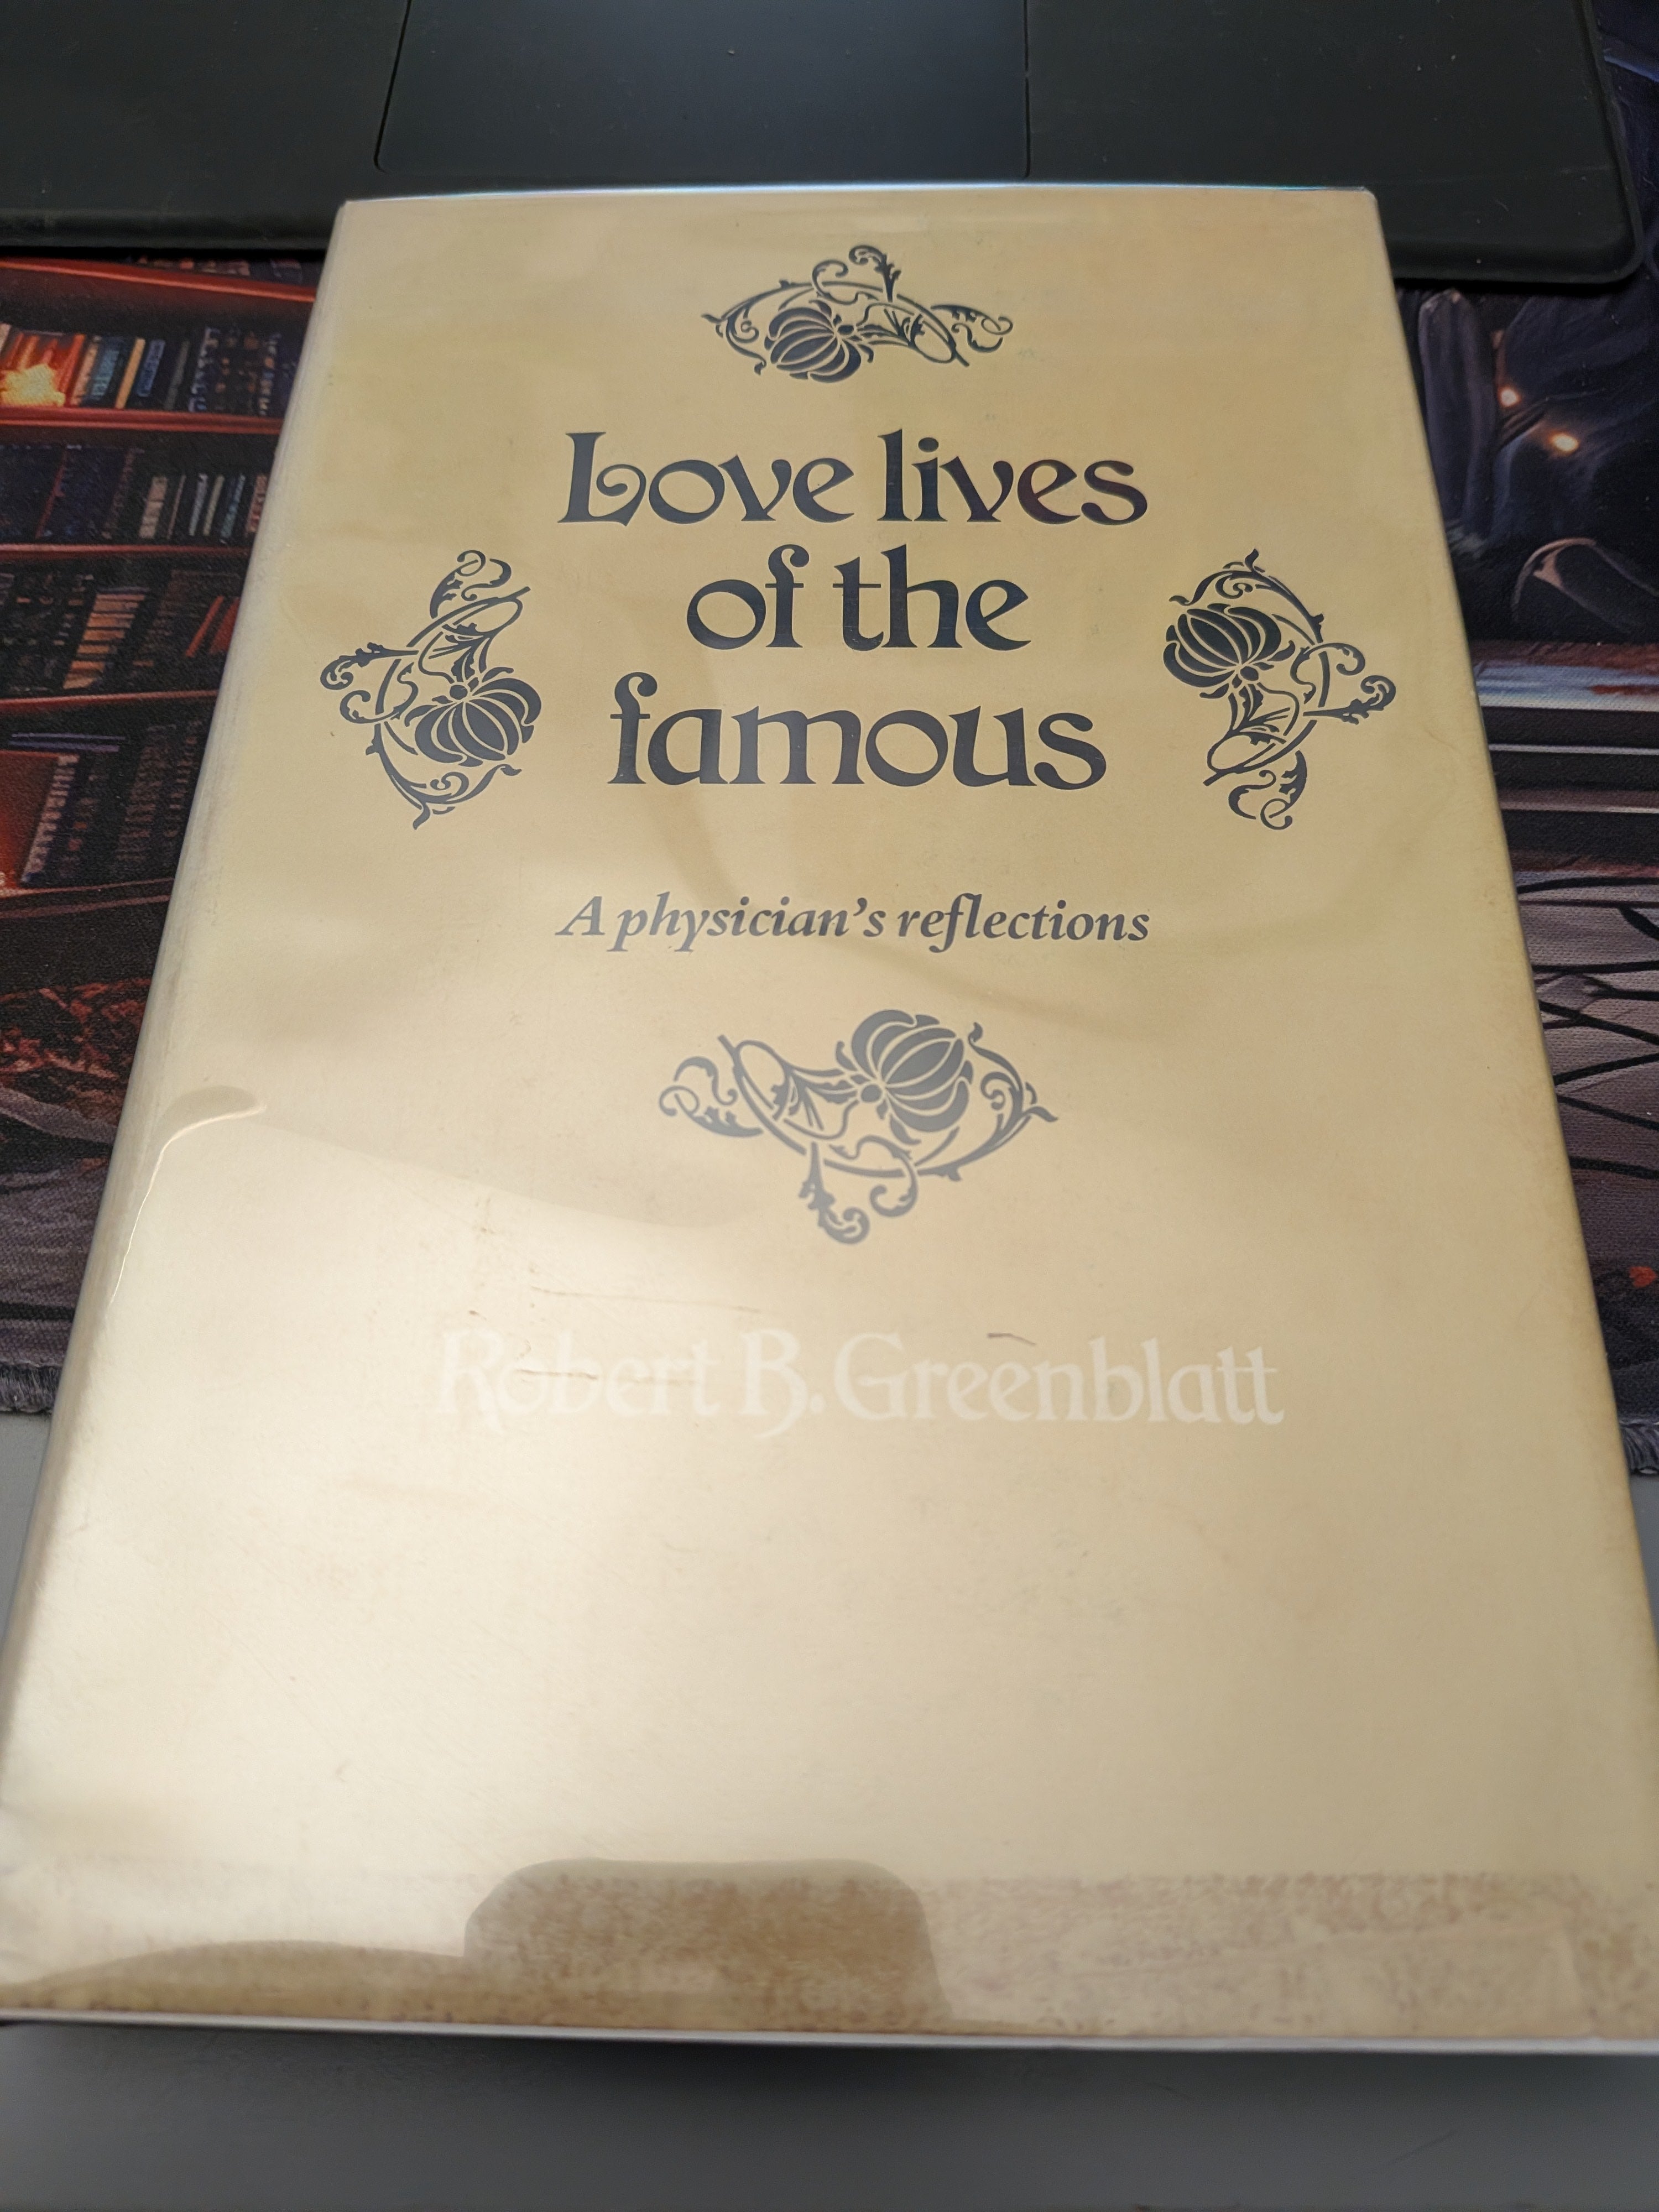 Love lives
of the
famous
A physician's reflections
Robert B. Greenblatt